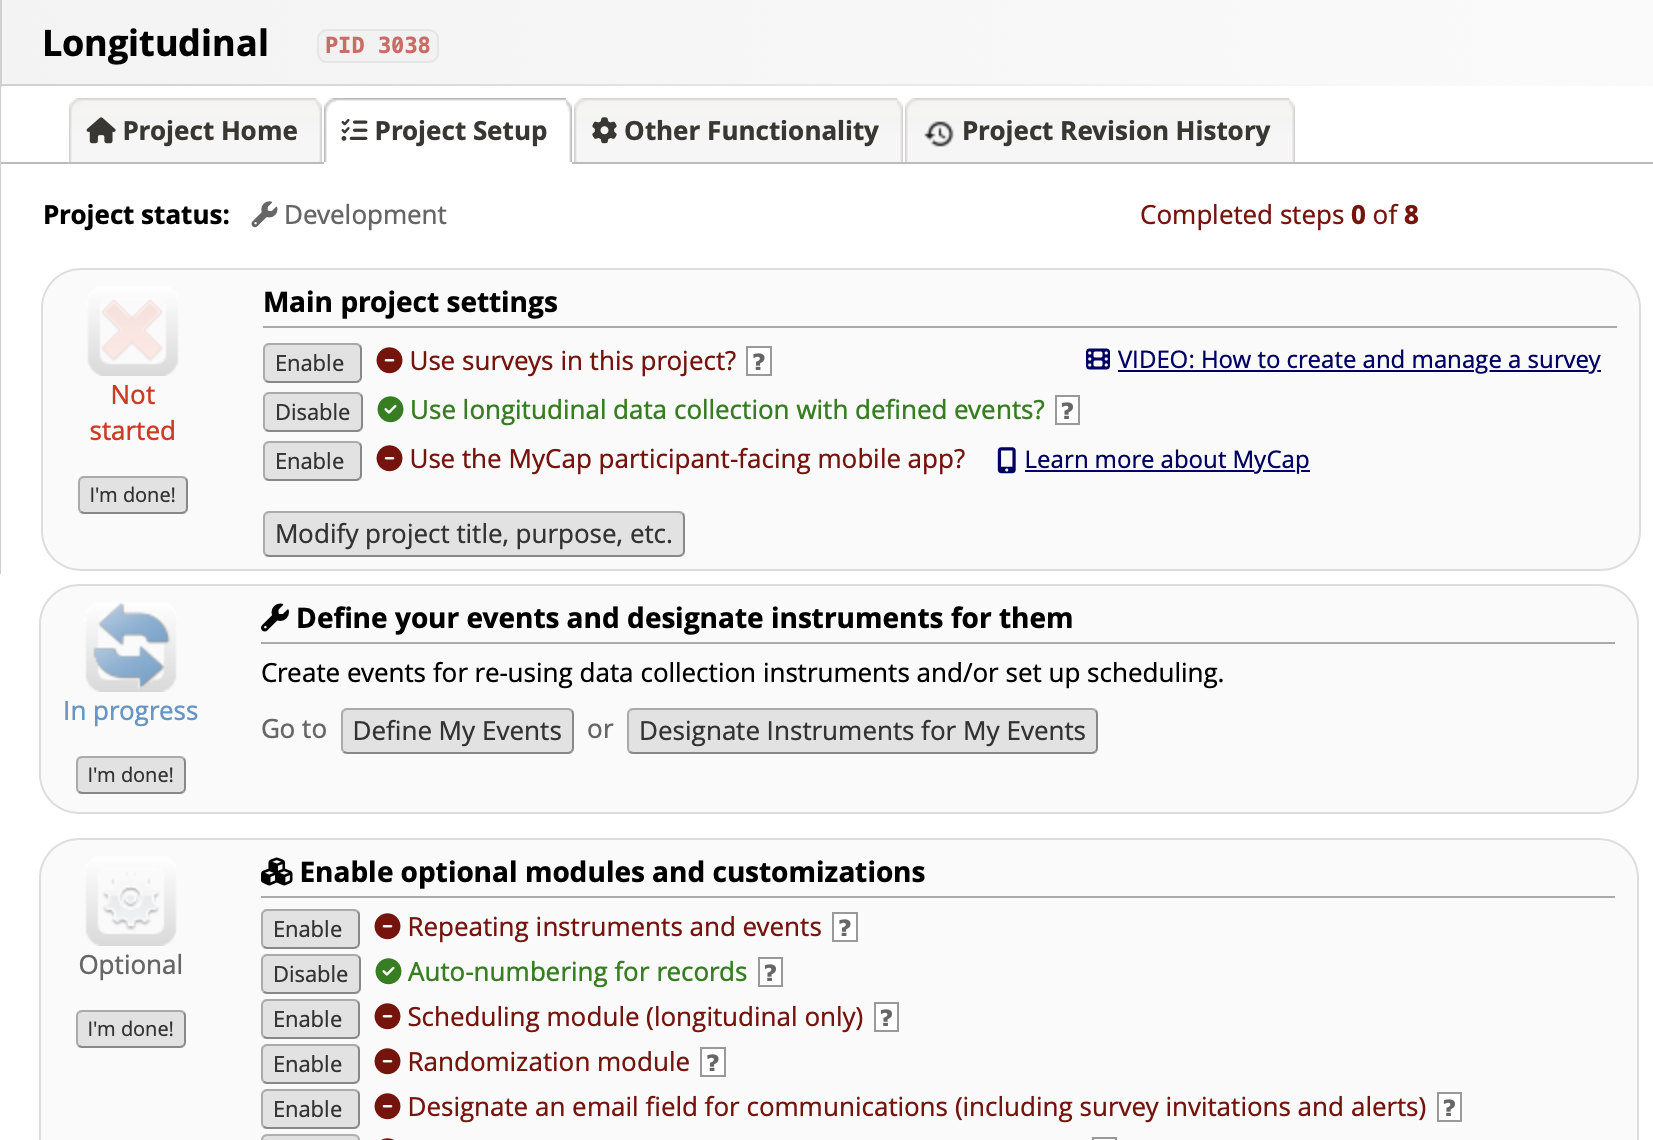 Longitudinal PID 3038
Project Home Project Setup Other Functionality Project Revision History
Project status: Development Completed steps 0 of 8
Not started
I'm done!
Main project settings
Enable Use surveys in this project? ? VIDEO: How to create and manage a survey
Disable Use longitudinal data collection with defined events? ?
Enable Use the MyCap participant-facing mobile app? Learn more about MyCap
Modify project title, purpose, etc.
In progress
I'm done!
Define your events and designate instruments for them
Create events for re-using data collection instruments and/or set up scheduling.
Go to Define My Events or Designate Instruments for My Events
Optional
I'm done!
Enable optional modules and customizations
Enable Repeating instruments and events ?
Disable Auto-numbering for records ?
Enable Scheduling module (longitudinal only) ?
Enable Randomization module ?
Enable Designate an email field for communications (including survey invitations and alerts) ?